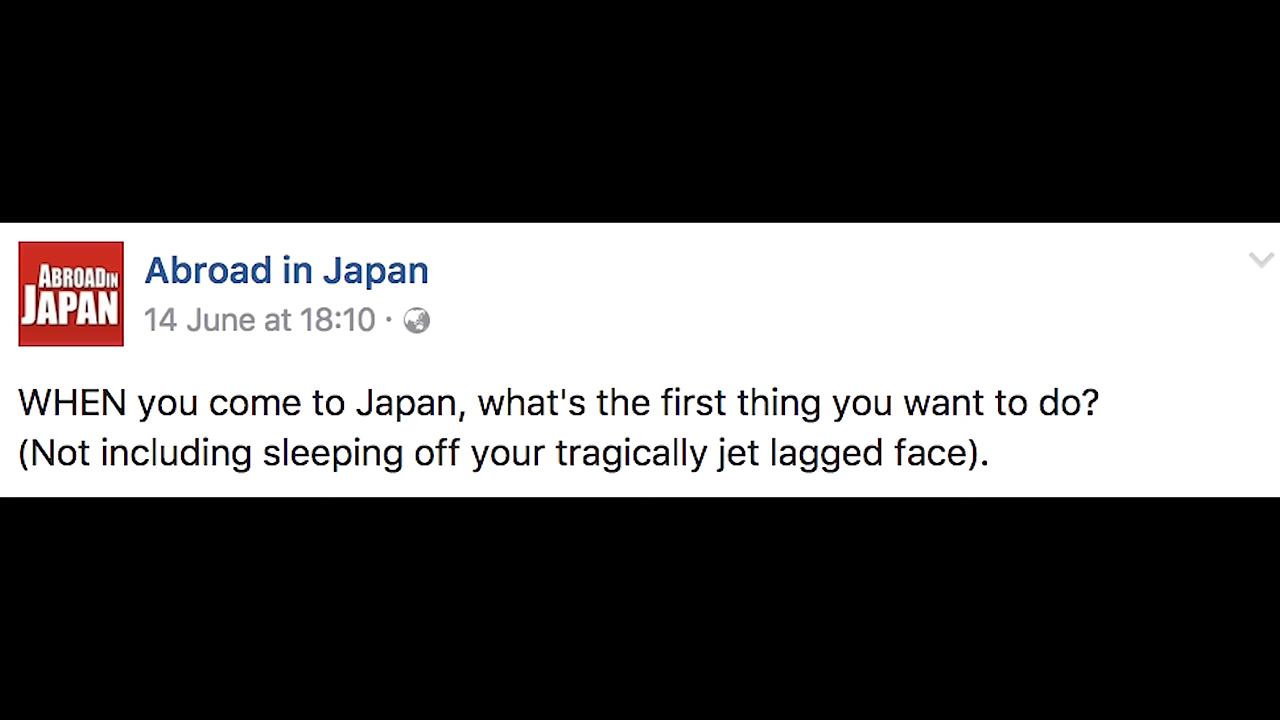 ABROAD IN
JAPAN
Abroad in Japan
14 June at 18:10 ·
WHEN you come to Japan, what's the first thing you want to do?
(Not including sleeping off your tragically jet lagged face).